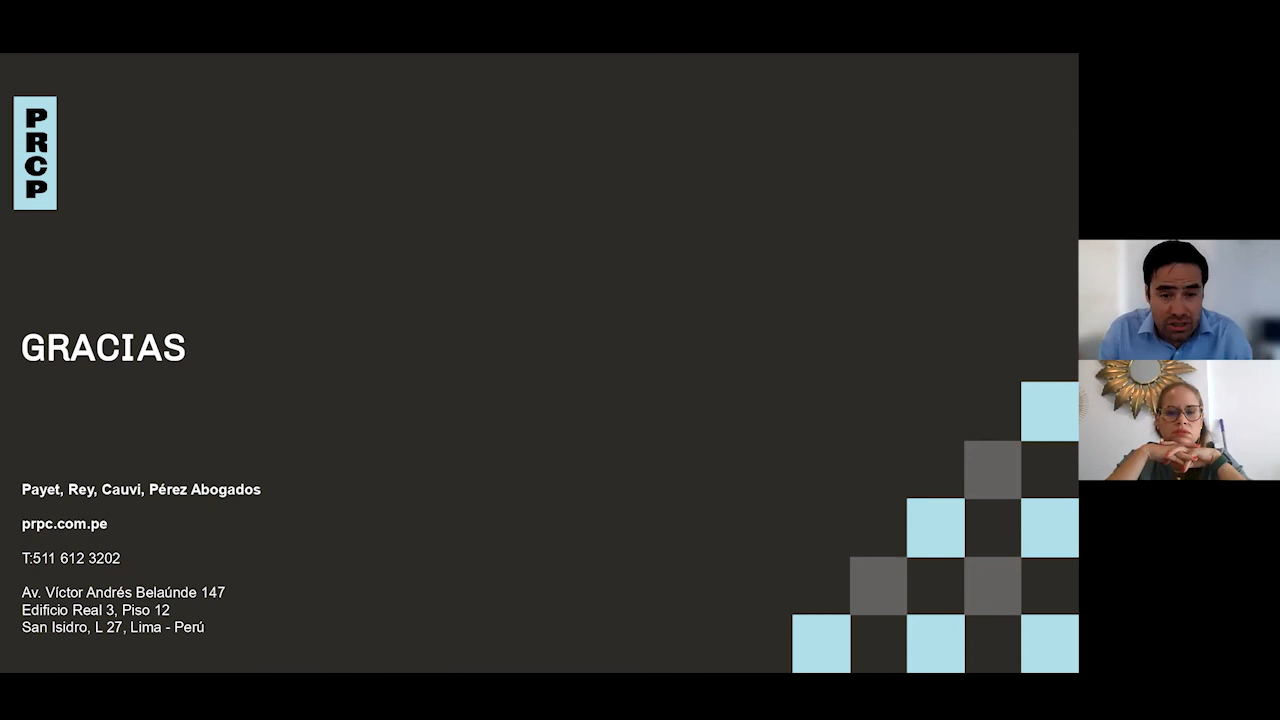 P
R
C
P
GRACIAS
Payet, Rey, Cauvi, Pérez Abogados
prpc.com.pe
T:511 612 3202
Av. Víctor Andrés Belaúnde 147
Edificio Real 3, Piso 12
San Isidro, L 27, Lima - Perú